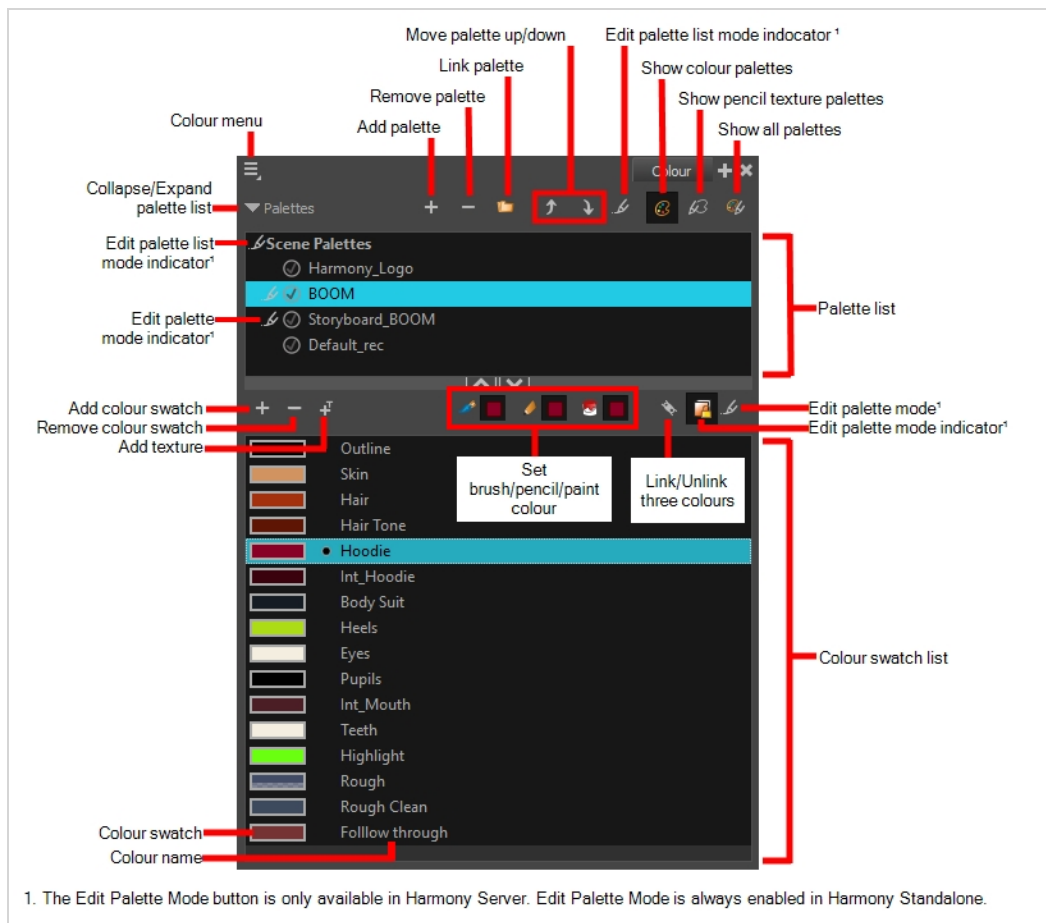 Move palette up/down
Edit palette list mode indocator ¹
Link palette
Show colour palettes
Remove palette
Show pencil texture palettes
Colour menu
Add palette
Show all palettes
Colour
Collapse/Expand
palette list
Palettes
Edit palette list
mode indicator¹
Scene Palettes
Harmony_Logo
BOOM
Palette list
Edit palette
mode indicator¹
Storyboard_BOOM
Default_rec
Add colour swatch
Remove colour swatch
Add texture
Edit palette mode¹
Edit palette mode indicator¹
Set
brush/pencil/paint
colour
Link/Unlink
three colours
Outline
Skin
Hair
Hair Tone
Hoodie
Int_Hoodie
Body Suit
Heels
Eyes
Colour swatch list
Pupils
Int_Mouth
Teeth
Highlight
Rough
Rough Clean
Colour swatch
Folllow through
Colour name
1. The Edit Palette Mode button is only available in Harmony Server. Edit Palette Mode is always enabled in Harmony Standalone.